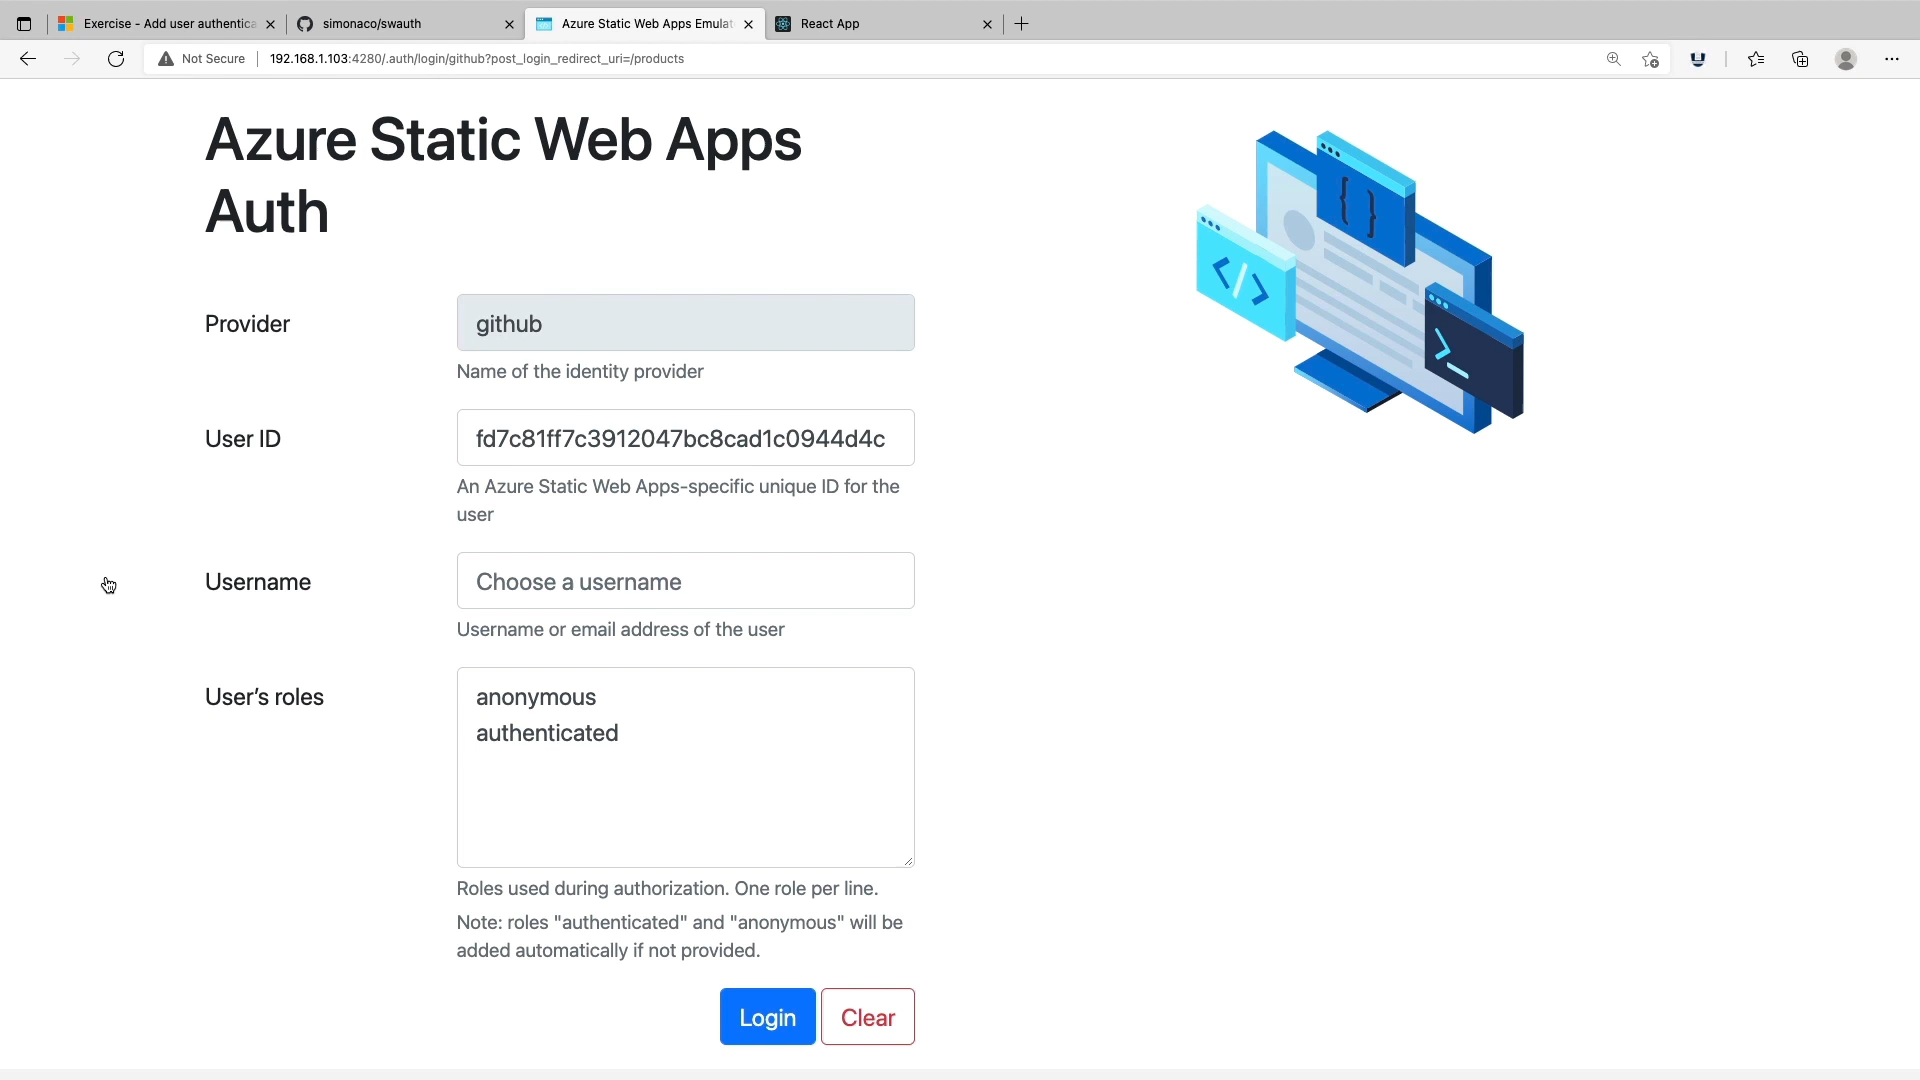 Exercise - Add user authentica
simonaco/swauth
Azure Static Web Apps Emulat
React App
Not Secure
192.168.1.103:4280/.auth/login/github?post_login_redirect_uri=/products
Azure Static Web Apps
Auth
Provider
github
Name of the identity provider
User ID
fd7c81ff7c3912047bc8cad1c0944d4c
An Azure Static Web Apps-specific unique ID for the
user
Username
Choose a username
Username or email address of the user
User’s roles
anonymous
authenticated
Roles used during authorization. One role per line.
Note: roles "authenticated" and "anonymous" will be
added automatically if not provided.
Login
Clear